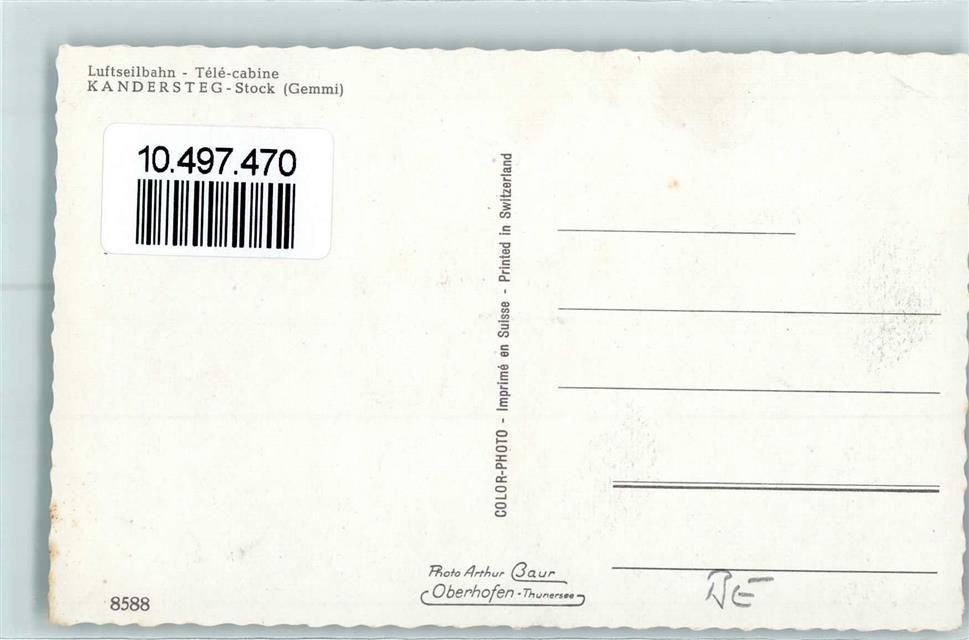 Luftseilbahn - Télé-cabine
KANDERSTEG-Stock (Gemmi)
10.497.470
COLOR-PHOTO - Imprimé en Suisse - Printed in Switzerland
Photo Arthur Baur
Oberhofen-Thunersee
8588
BE